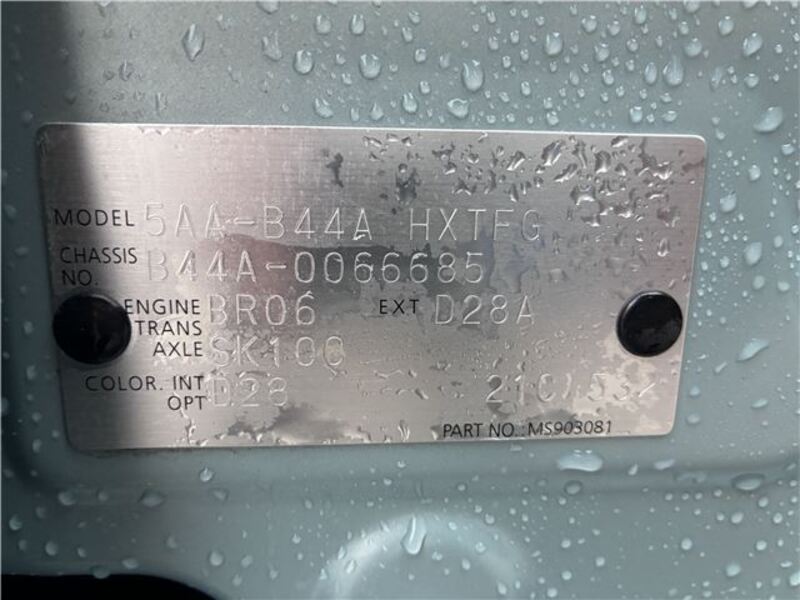 MODEL 5AA-B44A HXTFG
CHASSIS NO. B44A-0066685
ENGINE BR06 EXT D28A
TRANS AXLE
COLOR. INT D28
OPT
PART NO.:MS903081